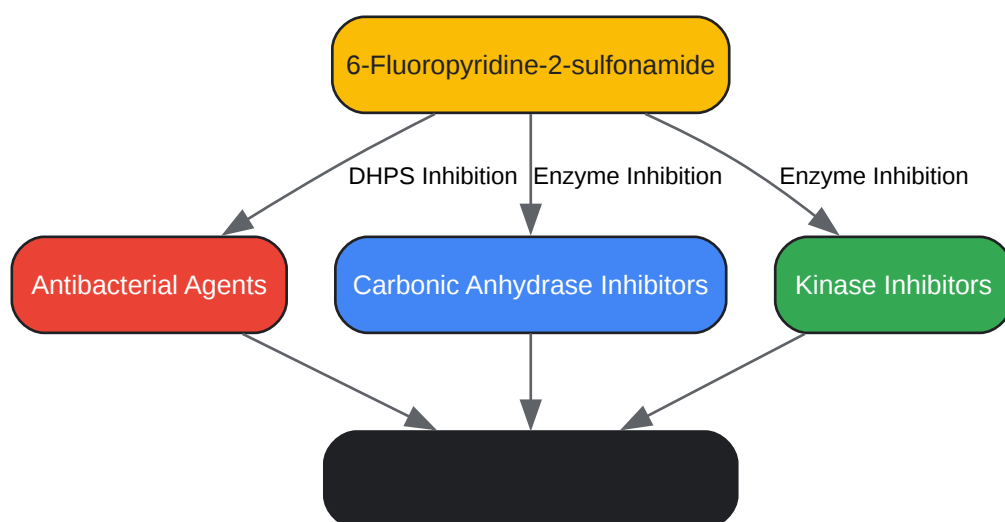 6-Fluoropyridine-2-sulfonamide
DHPS Inhibition
Enzyme Inhibition
Enzyme Inhibition
Antibacterial Agents
Carbonic Anhydrase Inhibitors
Kinase Inhibitors